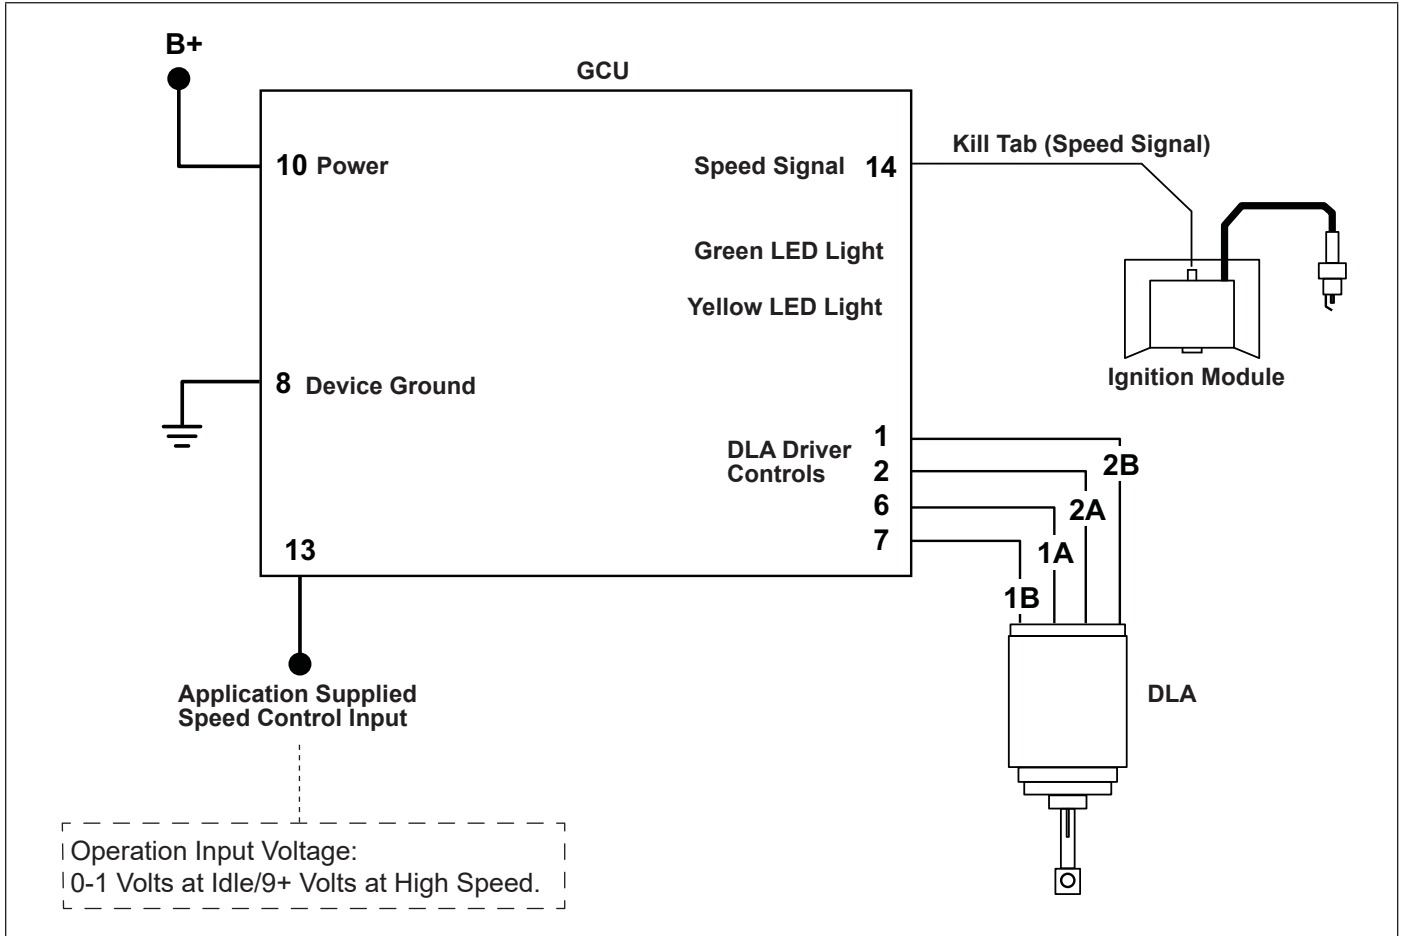 B+
GCU
Kill Tab (Speed Signal)
10 Power
Speed Signal 14
Green LED Light
Yellow LED Light
Ignition Module
8 Device Ground
DLA Driver
Controls
1
2
6
7
2B
2A
1A
1B
13
Application Supplied
Speed Control Input
DLA
Operation Input Voltage:
0-1 Volts at Idle/9+ Volts at High Speed.